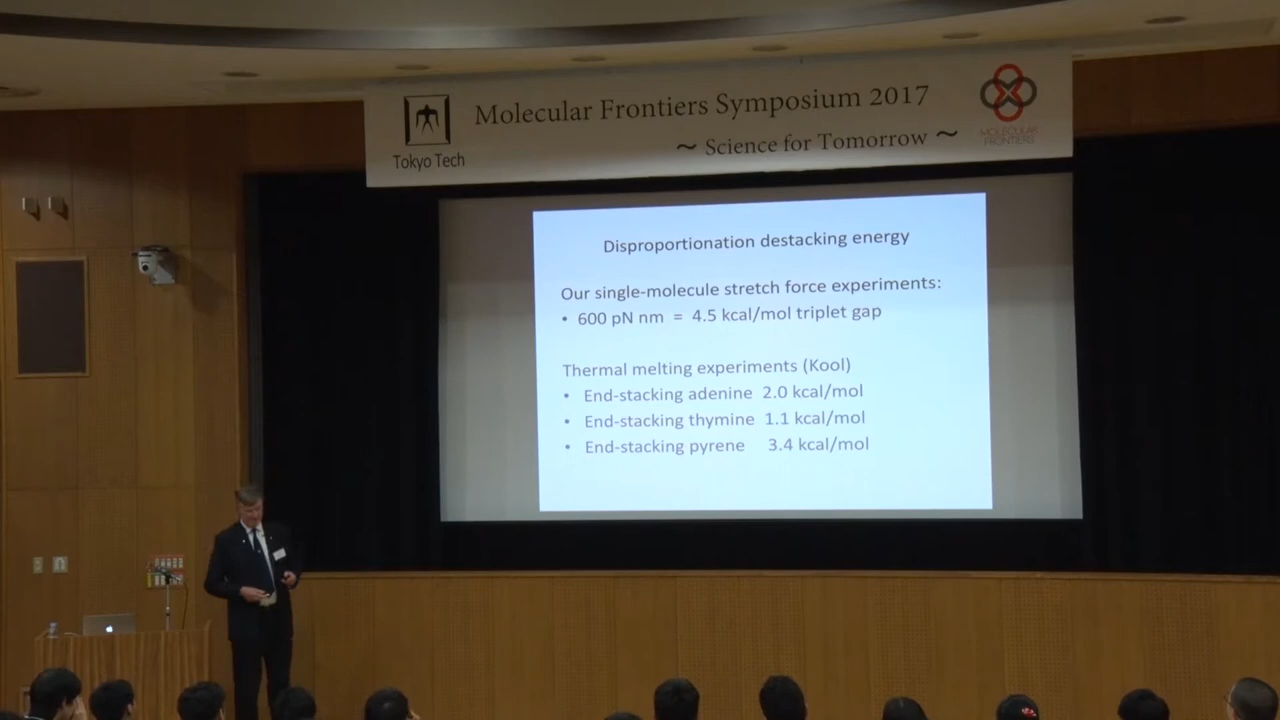 Molecular Frontiers Symposium 2017
~ Science for Tomorrow ~
Tokyo Tech
MOLECULAR
FRONTIERS
Disproportionation destacking energy
Our single-molecule stretch force experiments:
• 600 pN nm = 4.5 kcal/mol triplet gap
Thermal melting experiments (Kool)
• End-stacking adenine 2.0 kcal/mol
• End-stacking thymine 1.1 kcal/mol
• End-stacking pyrene 3.4 kcal/mol